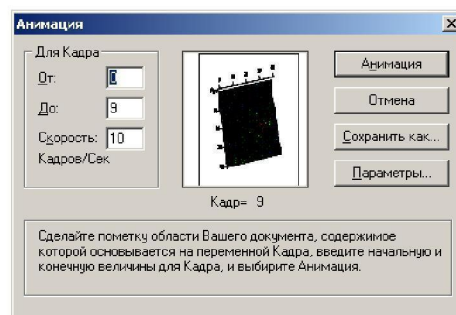 Анимация
Для Кадра
От: 0
До: 9
Скорость: 10
Кадров/Сек
Анимация
Отмена
Сохранить как...
Параметры...
Кадр= 9
Сделайте пометку области Вашего документа, содержимое
которой основывается на переменной Кадра, введите начальную и
конечную величины для Кадра, и выбирите Анимация.